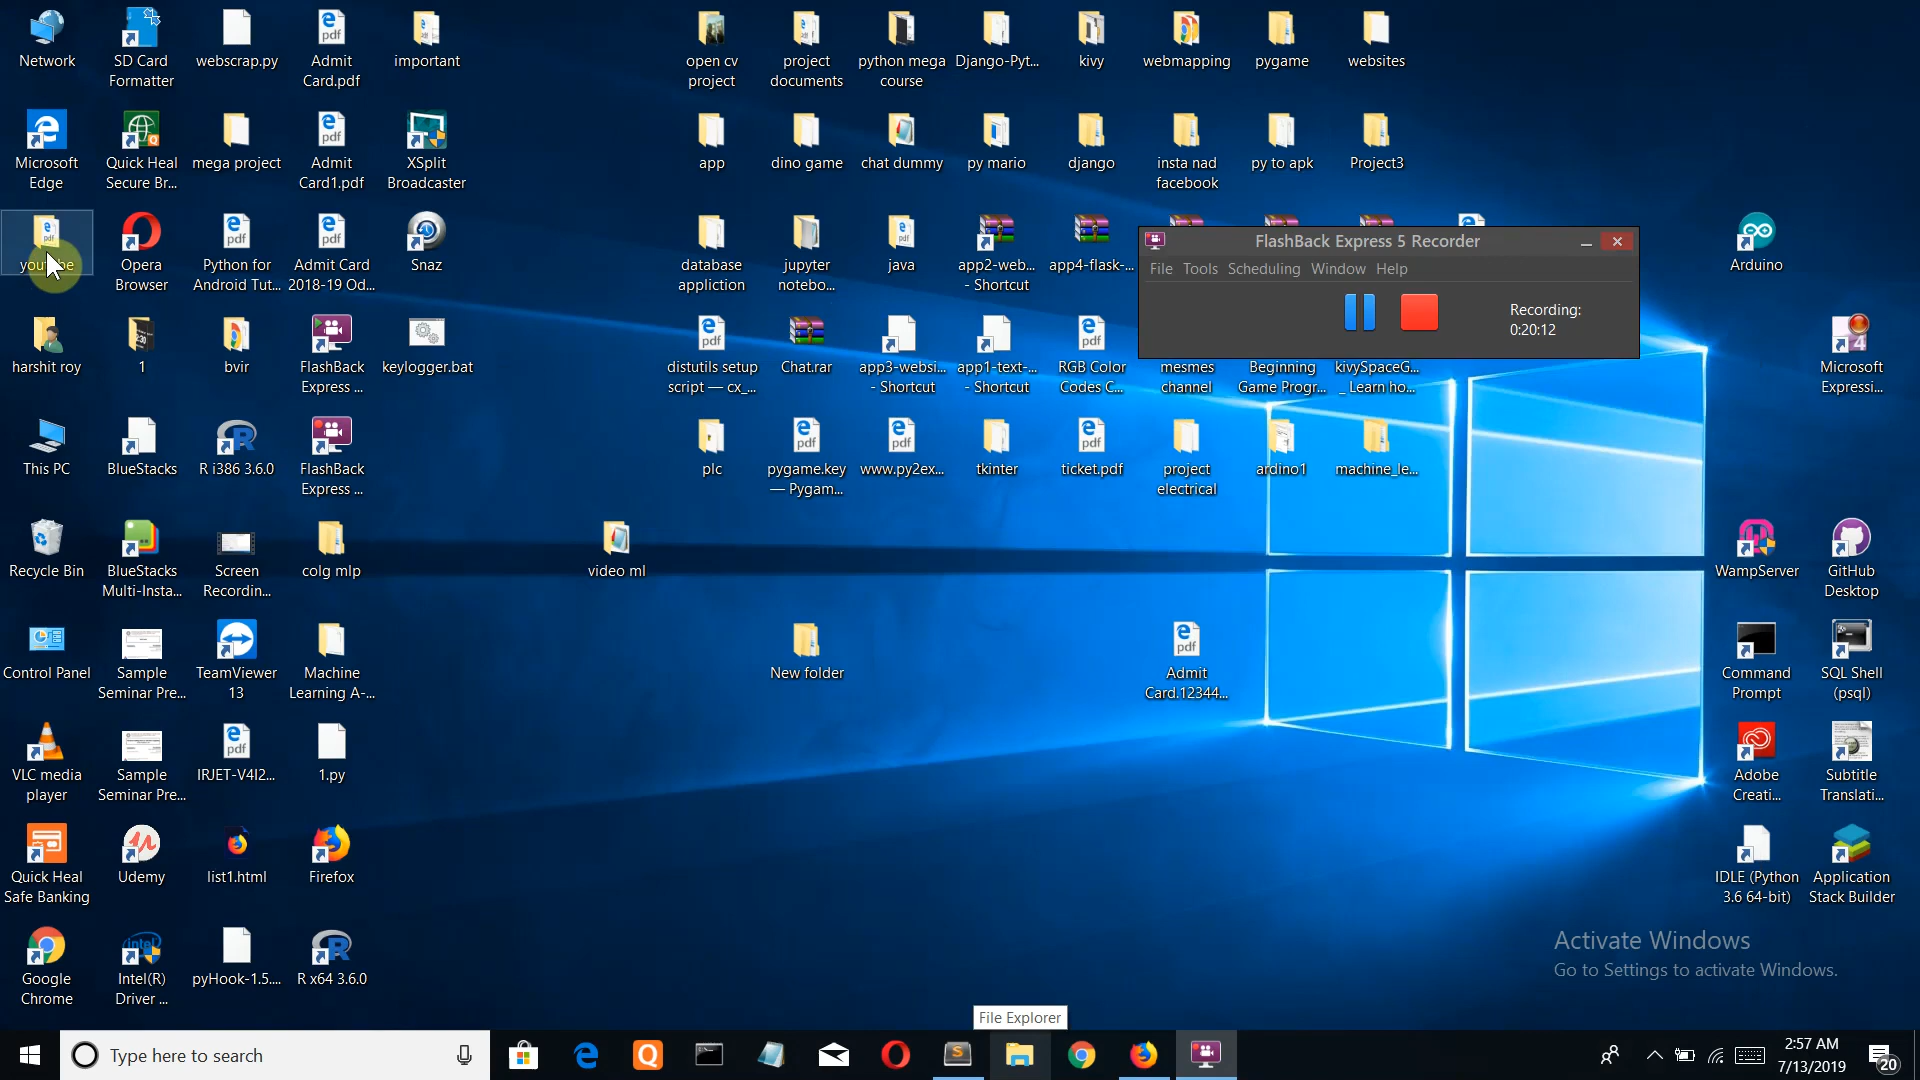 Network
SD Card
Formatter
webscrap.py
Admit
Card.pdf
important
open cv
project
project
documents
python mega
course
Django-Pyt...
kivy
webmapping
pygame
websites
Microsoft
Edge
Quick Heal
Secure Br...
mega project
Admit
Card1.pdf
XSplit
Broadcaster
app
dino game
chat dummy
py mario
django
insta nad
facebook
py to apk
Project3
youtube
Opera
Browser
Python for
Android Tut...
Admit Card
2018-19 Od...
Snaz
database
appliction
jupyter
notebo...
java
app2-web...
- Shortcut
app4-flask-...
FlashBack Express 5 Recorder
File Tools Scheduling Window Help
Recording:
0:20:12
Arduino
harshit roy
1
bvir
FlashBack
Express ...
keylogger.bat
distutils setup
script — cx_...
Chat.rar
app3-websi...
- Shortcut
app1-text-...
- Shortcut
RGB Color
Codes C...
mesmes
channel
Beginning
Game Progr...
kivySpaceG...
_ Learn ho...
Microsoft
Expressi...
This PC
BlueStacks
R i386 3.6.0
FlashBack
Express ...
plc
pygame.key
— Pygam...
www.py2ex...
tkinter
ticket.pdf
project
electrical
ardino1
machine_le...
Recycle Bin
BlueStacks
Multi-Insta...
Screen
Recordin...
colg mlp
video ml
WampServer
GitHub
Desktop
Control Panel
Sample
Seminar Pre...
TeamViewer
13
Machine
Learning A-...
New folder
Admit
Card.12344...
Command
Prompt
SQL Shell
(psql)
VLC media
player
Sample
Seminar Pre...
IRJET-V4I2...
1.py
Adobe
Creati...
Subtitle
Translati...
Quick Heal
Safe Banking
Udemy
list1.html
Firefox
IDLE (Python
3.6 64-bit)
Application
Stack Builder
Google
Chrome
Intel(R)
Driver ...
pyHook-1.5....
R x64 3.6.0
Activate Windows
Go to Settings to activate Windows.
File Explorer
Type here to search
2:57 AM
7/13/2019
20